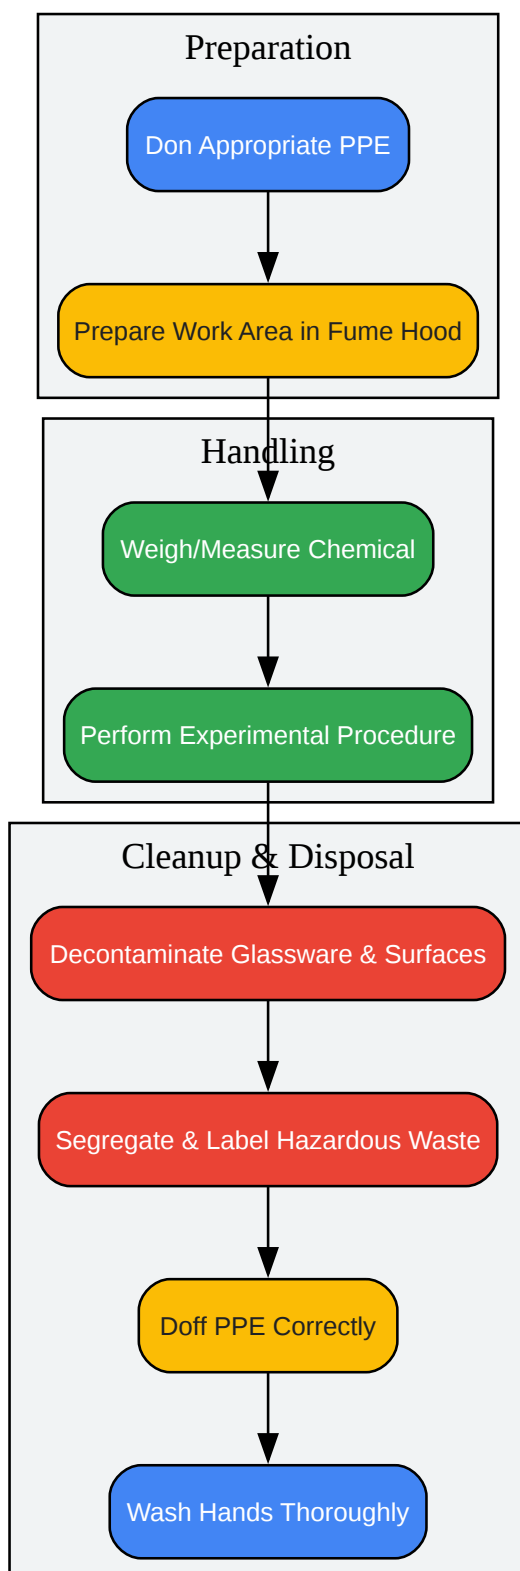 Preparation
Don Appropriate PPE
Prepare Work Area in Fume Hood
Handling
Weigh/Measure Chemical
Perform Experimental Procedure
Cleanup & Disposal
Decontaminate Glassware & Surfaces
Segregate & Label Hazardous Waste
Doff PPE Correctly
Wash Hands Thoroughly